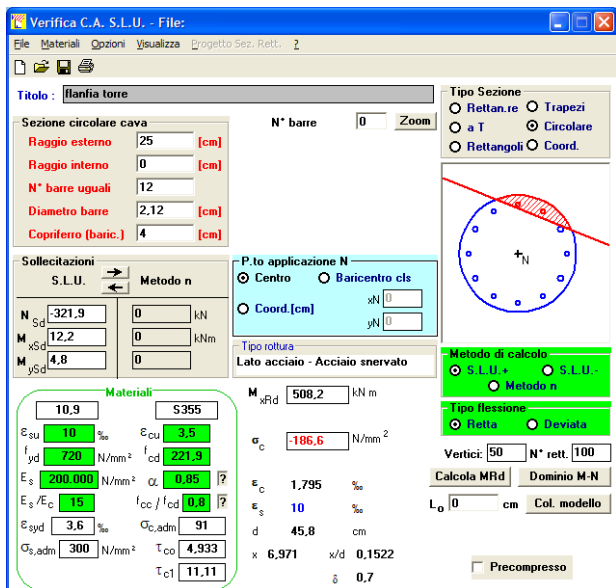 Verifica C.A. S.L.U. - File:
File Materiali Opzioni Visualizza Progetto Sez. Rett. ?
Titolo : flanfia torre
Sezione circolare cava
Raggio esterno 25 [cm]
Raggio interno 0 [cm]
N° barre uguali 12
Diametro barre 2,12 [cm]
Copriferro (baric.) 4 [cm]
N° barre 0 Zoom
Tipo Sezione
Rettan.re Trapezi
a T Circolare
Rettangoli Coord.
N
Sollecitazioni
S.L.U. Metodo n
N Sd -321,9 0 kN
M xSd 12,2 0 kNm
M ySd 4,8 0
P.to applicazione N
Centro Baricentro cls
Coord.[cm] xN 0
yN 0
Tipo rottura
Lato acciaio - Acciaio snervato
Metodo di calcolo
S.L.U.+ S.L.U.-
Metodo n
Tipo flessione
Retta Deviata
Materiali
10,9 S355
εsu 10 ‰ εcu 3,5
fyd 720 N/mm² fcd 221,9
Es 200.000 N/mm² α 0,85 ?
Es/Ec 15 fcc / fcd 0,8 ?
εsyd 3,6 ‰ σc,adm 91
σs,adm 300 N/mm² τco 4,933
τc1 11,11
M xRd 508,2 kN m
σc -186,6 N/mm²
εc 1,795 ‰
εs 10 ‰
d 45,8 cm
x 6,971 x/d 0,1522
δ 0,7
Vertici: 50 N° rett. 100
Calcola MRd Dominio M-N
Lo 0 cm Col. modello
Precompresso